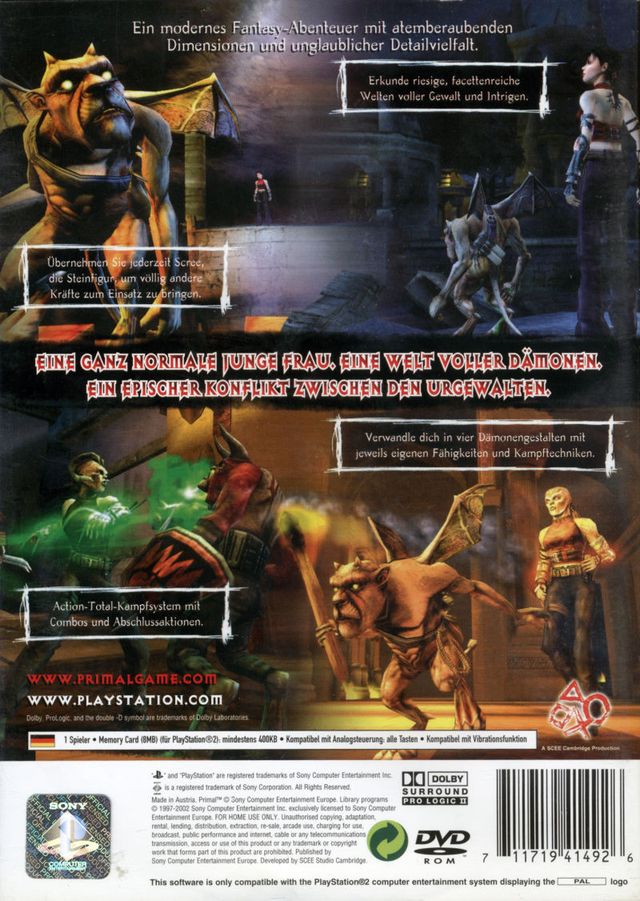 Ein modernes Fantasy-Abenteuer mit atemberaubenden
Dimensionen und unglaublicher Detailvielfalt.
Erkunde riesige, facettenreiche
Welten voller Gewalt und Intrigen.
Übernehmen Sie jederzeit Scree,
die Steinfigur, um völlig andere
Kräfte zum Einsatz zu bringen.
EINE GANZ NORMALE JUNGE FRAU. EINE WELT VOLLER DÄMONEN.
EIN EPISCHER KONFLIKT ZWISCHEN DEN URGEWALTEN.
Verwandle dich in vier Dämonengestalten mit
jeweils eigenen Fähigkeiten und Kampftechniken.
Action-Total-Kampfsystem mit
Combos und Abschlussaktionen.
WWW.PRIMALGAME.COM
WWW.PLAYSTATION.COM
Dolby, ProLogic, and the double-D symbol are trademarks of Dolby Laboratories.
A SCEE Cambridge Production
1 Spieler • Memory Card (8MB) (für PlayStation®2): mindestens 400KB • Kompatibel mit Analogsteuerung: alle Tasten • Kompatibel mit Vibrationsfunktion
" and "PlayStation" are registered trademarks of Sony Computer Entertainment Inc.
" is a registered trademark of Sony Corporation. All Rights Reserved.
Made in Austria. Primal™ © Sony Computer Entertainment Europe. Library programs
© 1997-2002 Sony Computer Entertainment Inc. exclusively licensed to Sony Computer
Entertainment Europe. FOR HOME USE ONLY. Unauthorised copying, adaptation,
rental, lending, distribution, extraction, re-sale, arcade use, charging for use,
broadcast, public performance and internet, cable or any telecommunications
transmission, access or use of this product or any trademark or copyright
work that forms part of this product are prohibited. Published by
Sony Computer Entertainment Europe. Developed by SCEE Studio Cambridge.
SONY
COMPUTER
ENTERTAINMENT
DOLBY
SURROUND
PRO LOGIC II
DVD
ROM
7 11719 41492 6
This software is only compatible with the PlayStation®2 computer entertainment system displaying the PAL logo